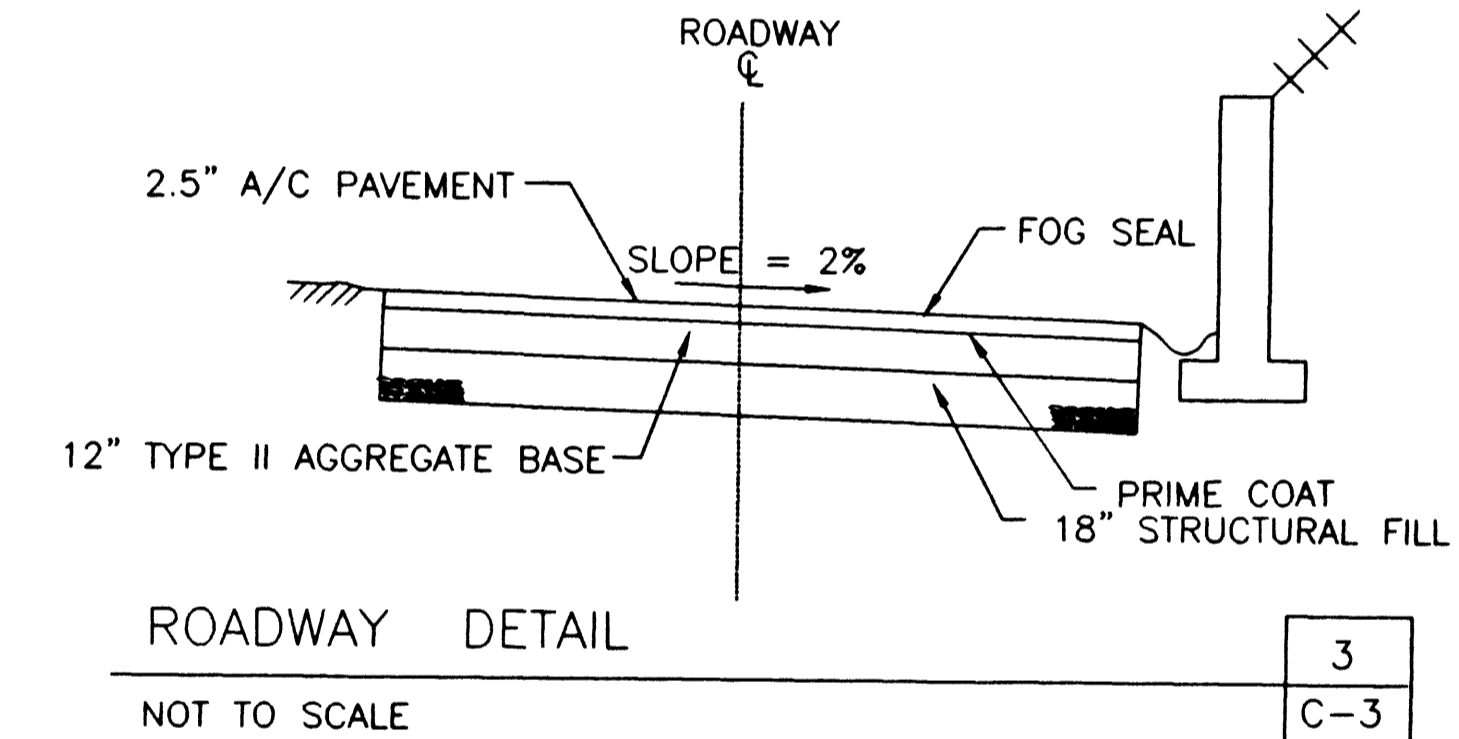 ROADWAY
℄
2.5" A/C PAVEMENT
SLOPE = 2%
FOG SEAL
12" TYPE II AGGREGATE BASE
PRIME COAT
18" STRUCTURAL FILL
ROADWAY DETAIL
3
NOT TO SCALE
C-3